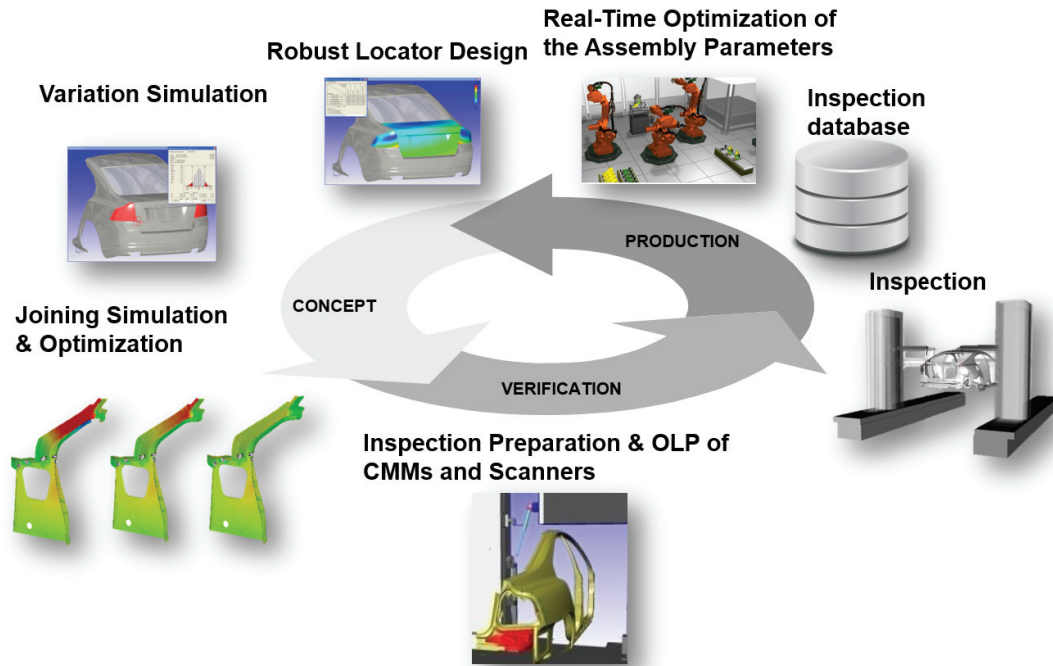 Real-Time Optimization of
the Assembly Parameters
Robust Locator Design
Variation Simulation
Inspection
database
PRODUCTION
Inspection
CONCEPT
Joining Simulation
& Optimization
VERIFICATION
Inspection Preparation & OLP of
CMMs and Scanners